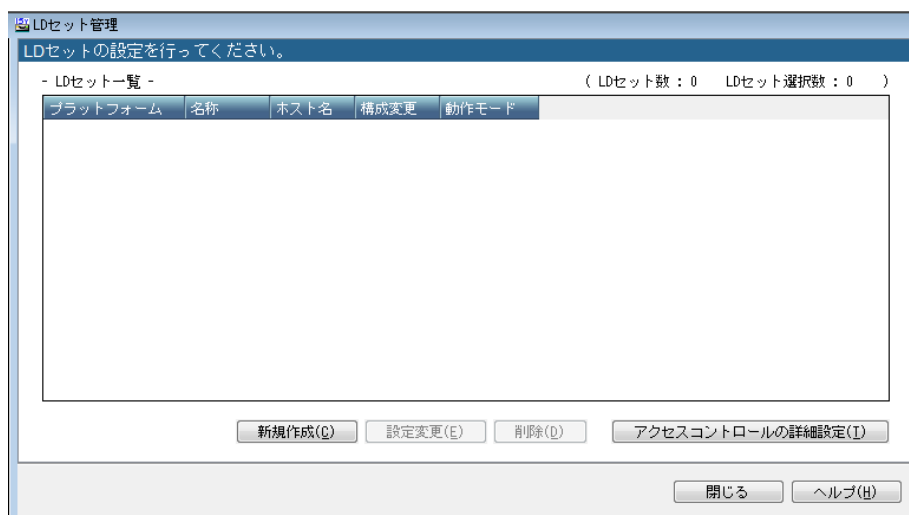 LDセット管理
LDセットの設定を行ってください。
- LDセット一覧 - ( LDセット数 : 0 LDセット選択数 : 0 )
プラットフォーム 名称 ホスト名 構成変更 動作モード
新規作成(C) 設定変更(E) 削除(D) アクセスコントロールの詳細設定(I)
閉じる ヘルプ(H)